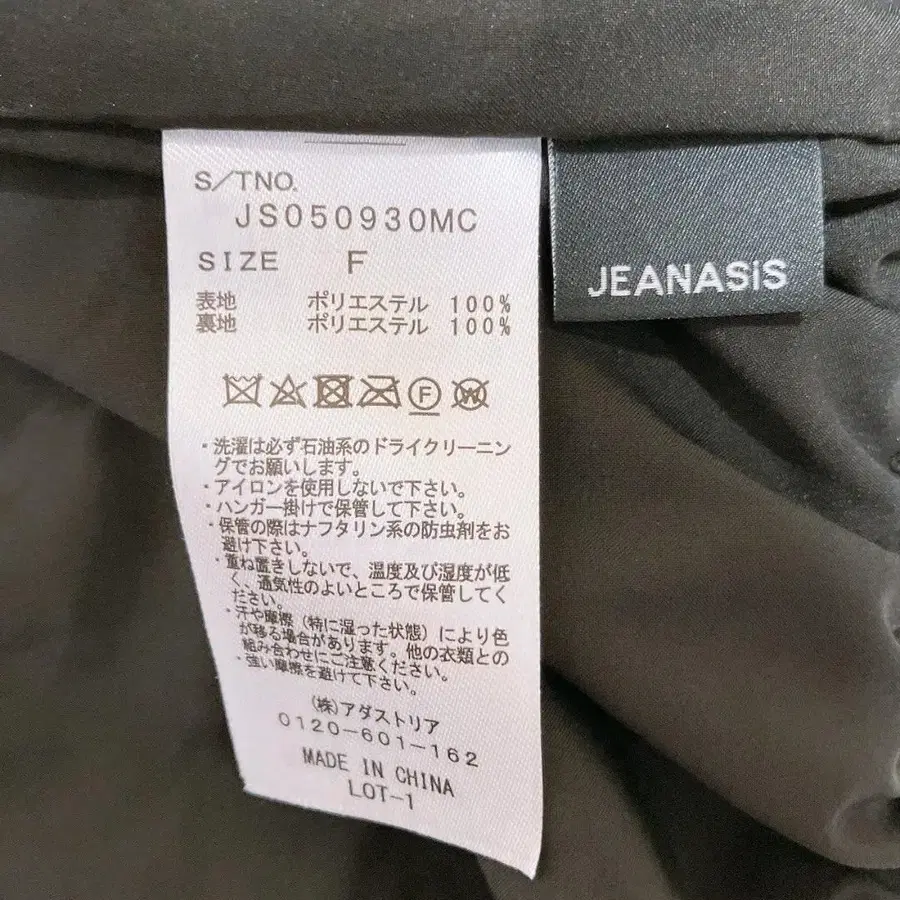 S/TNO.
JS050930MC
SIZE F
表地 ポリエステル 100%
裏地 ポリエステル 100%
F W
・洗濯は必ず石油系のドライクリーニン
グでお願いします。
・アイロンを使用しないで下さい。
・ハンガー掛けで保管して下さい。
・保管の際はナフタリン系の防虫剤をお
避け下さい。
・重ね置きしないで、温度及び湿度が低
く、通気性のよいところで保管してく
ださい。
・汗や摩擦(特に湿った状態)により色
が移る場合があります。他の衣類との
組み合わせにご注意ください。
・強い摩擦を避けて下さい。
(株)アダストリア
0120-601-162
MADE IN CHINA
LOT-1
JEANASiS